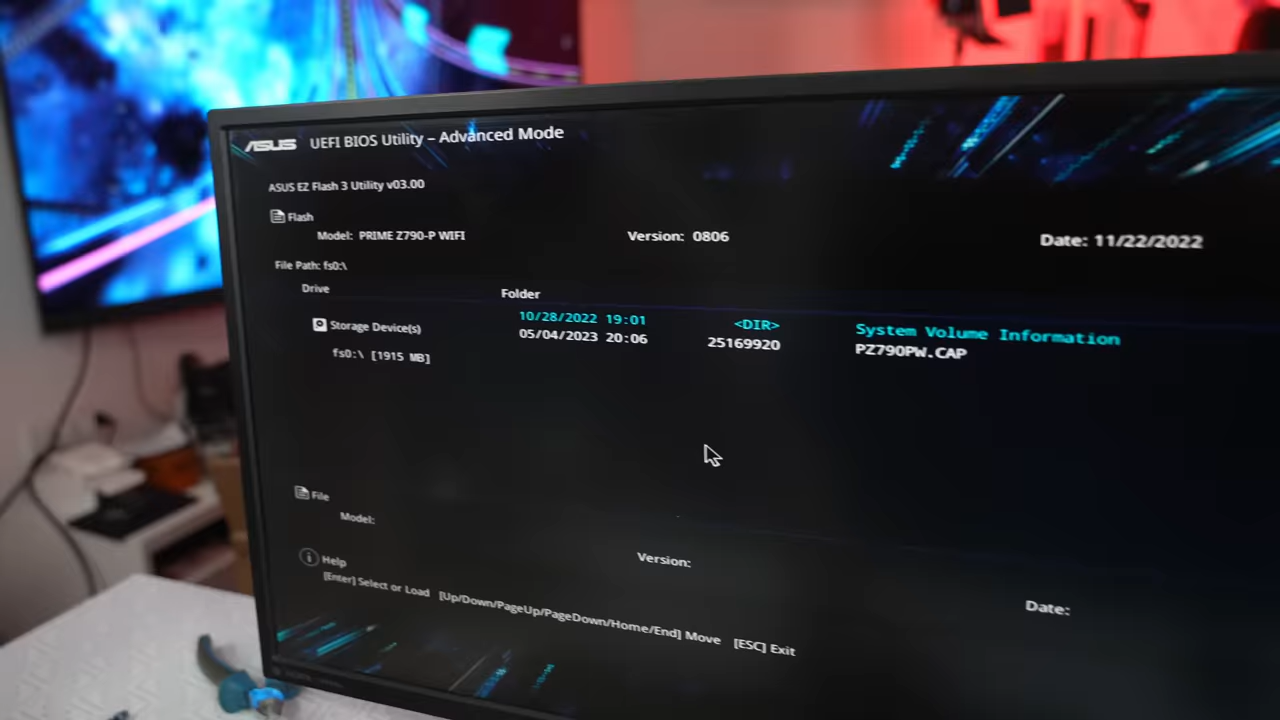 ASUS UEFI BIOS Utility – Advanced Mode
ASUS EZ Flash 3 Utility v03.00
Flash
Model: PRIME Z790-P WIFI Version: 0806 Date: 11/22/2022
File Path: fs0:\
Drive Folder
10/28/2022 19:01 <DIR> System Volume Information
Storage Device(s) 05/04/2023 20:06 25169920 PZ790PW.CAP
fs0:\ [1915 MB]
File
Model: Version: Date:
Help
[Enter] Select or Load [Up/Down/PageUp/PageDown/Home/End] Move [ESC] Exit